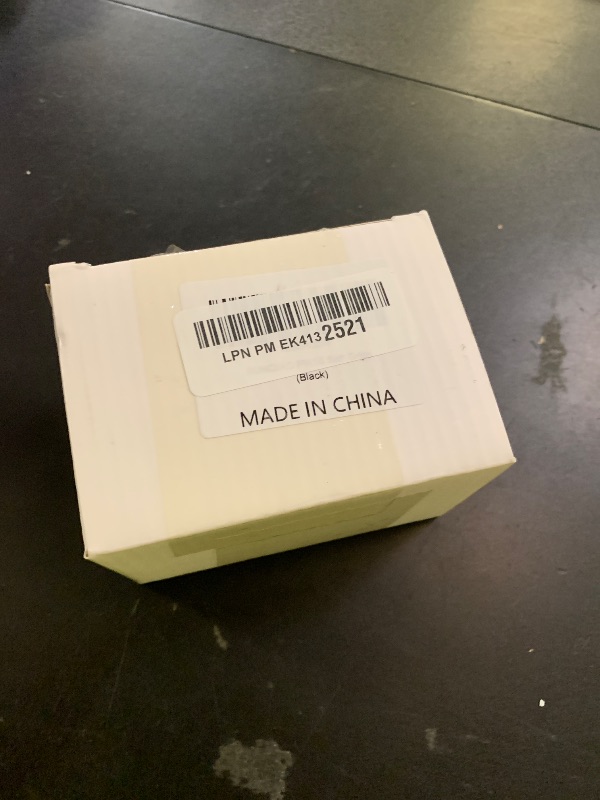 LPN PM EK4132521
(Black)
MADE IN CHINA